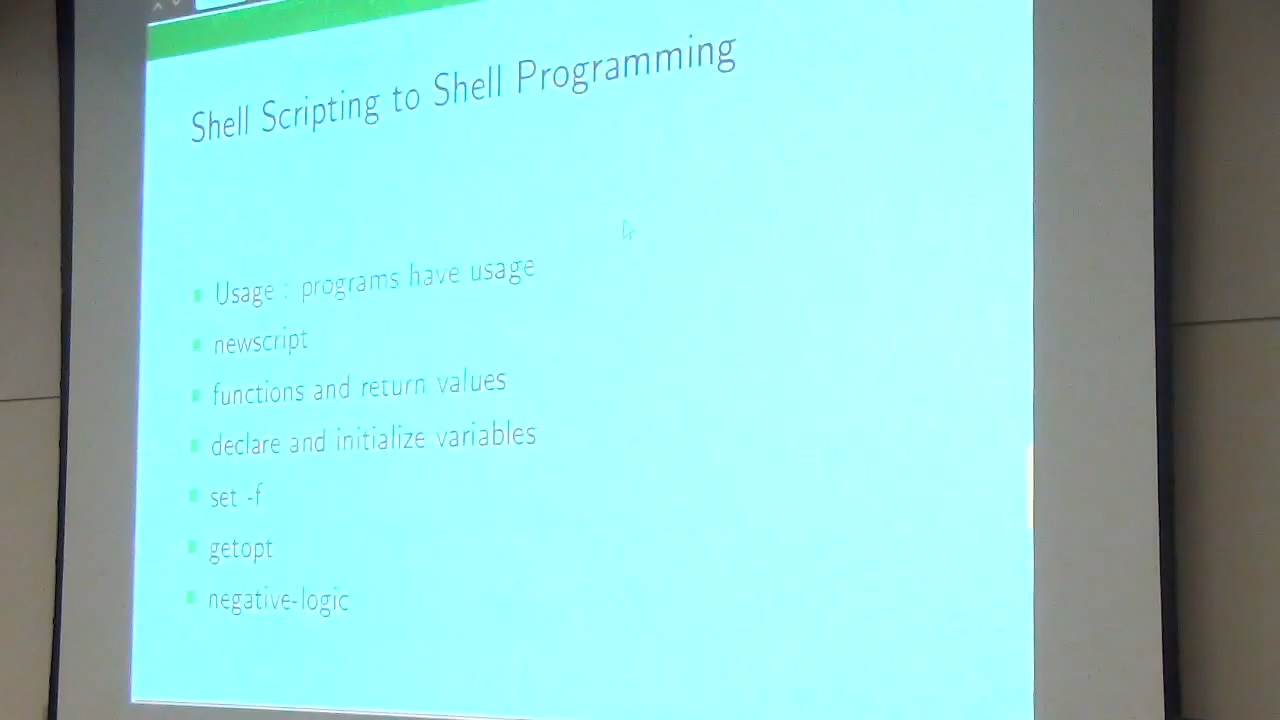 Shell Scripting to Shell Programming
Usage : programs have usage
newscript
functions and return values
declare and initialize variables
set -f
getopt
negative-logic